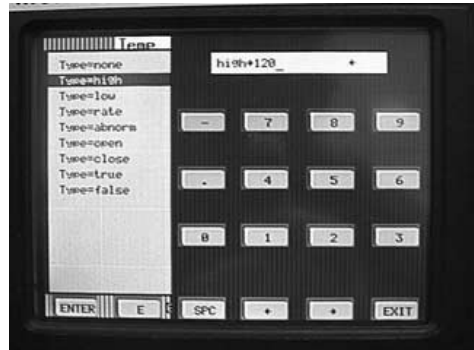 Temp
Type=none
high+120_
Type=high
Type=low
Type=rate
Type=abnorm
Type=open
Type=close
Type=true
Type=false
- 7 8 9
. 4 5 6
0 1 2 3
ENTER E SPC EXIT